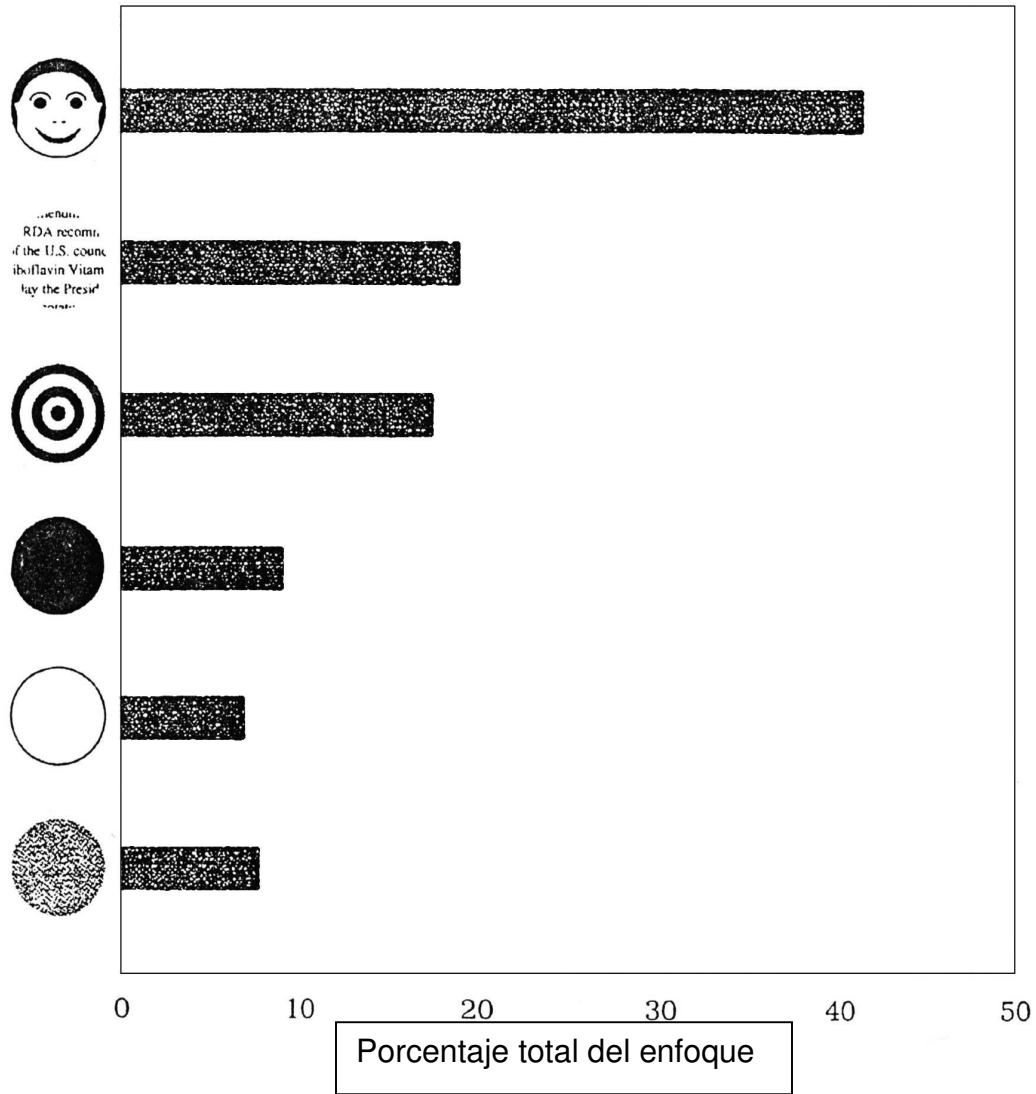 RDA recomn
of the U.S. counc
iboflavin Vitam
lay the Presid
0 10 20 30 40 50
Porcentaje total del enfoque